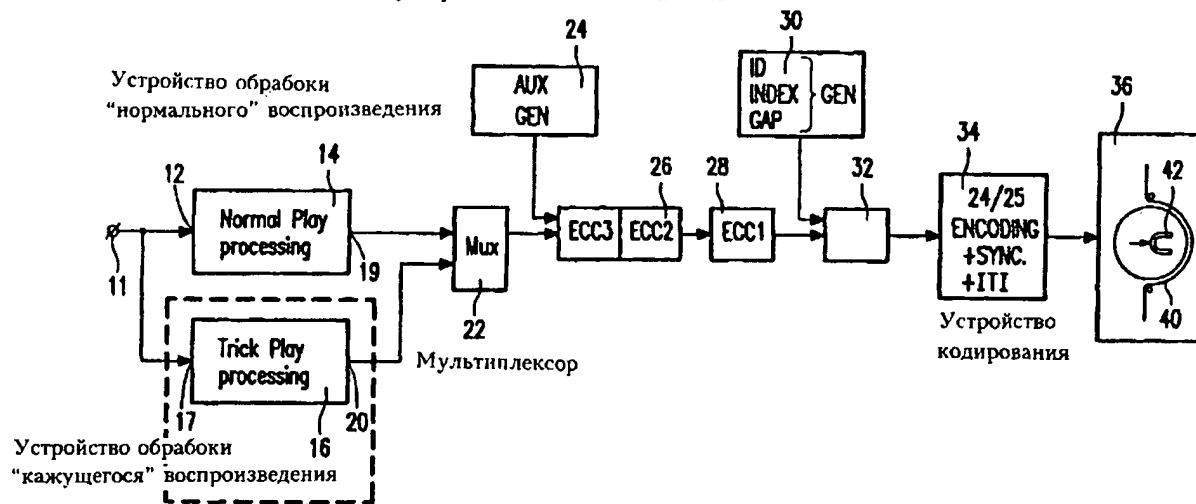 24
AUX
GEN
30
ID
INDEX
GAP
GEN
Устройство обрабоки
“нормального” воспроизведения
36
12
14
Normal Play
processing
19
11
Mux
22
Мультиплексор
26
ECC3
ECC2
28
ECC1
32
34
24/25
ENCODING
+SYNC.
+ITI
Устройство
кодирования
42
40
Trick Play
processing
17
16
20
Устройство обрабоки
“кажущегося” воспроизведения